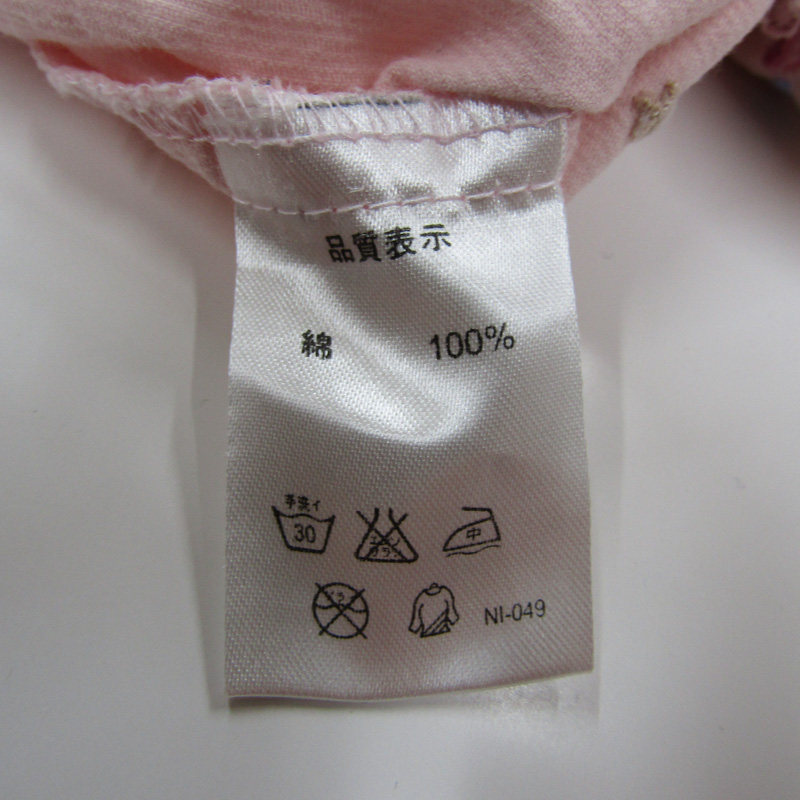 品質表示
綿 100%
手洗イ
30
中
NI-049